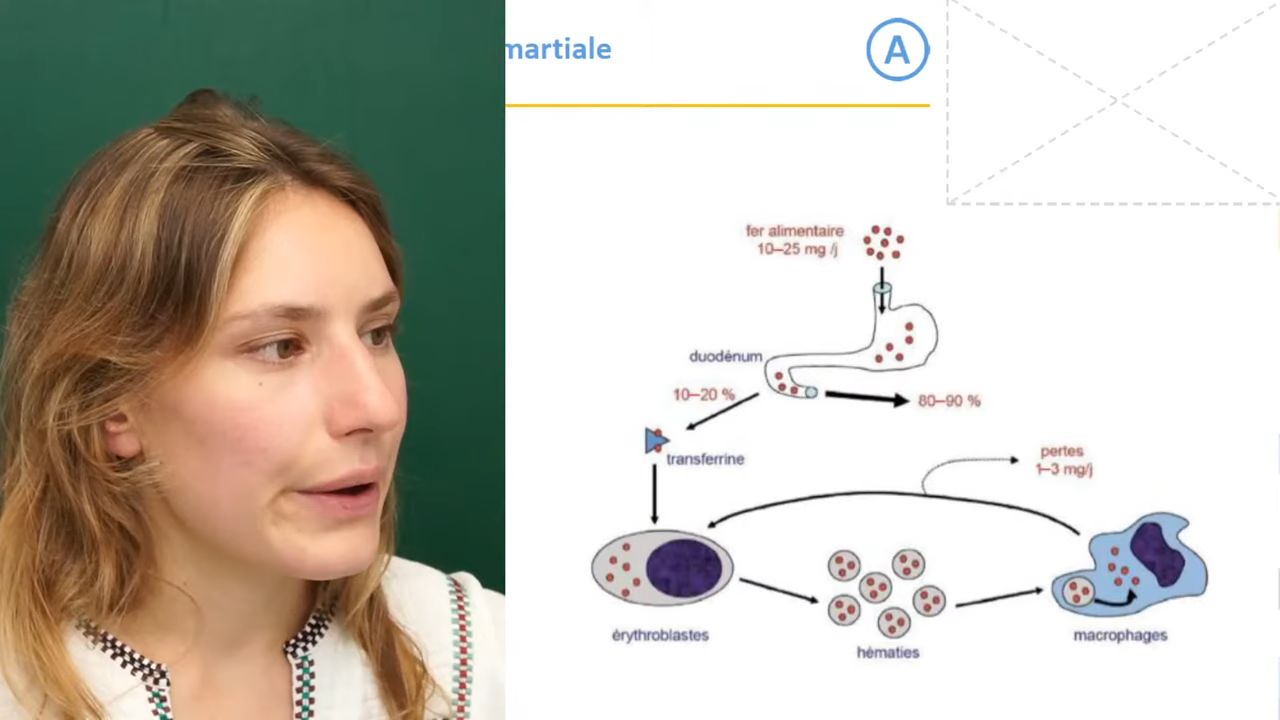 martiale
A
fer alimentaire
10–25 mg /j
duodénum
10–20 %
80–90 %
transferrine
pertes
1–3 mg/j
érythroblastes
hématies
macrophages